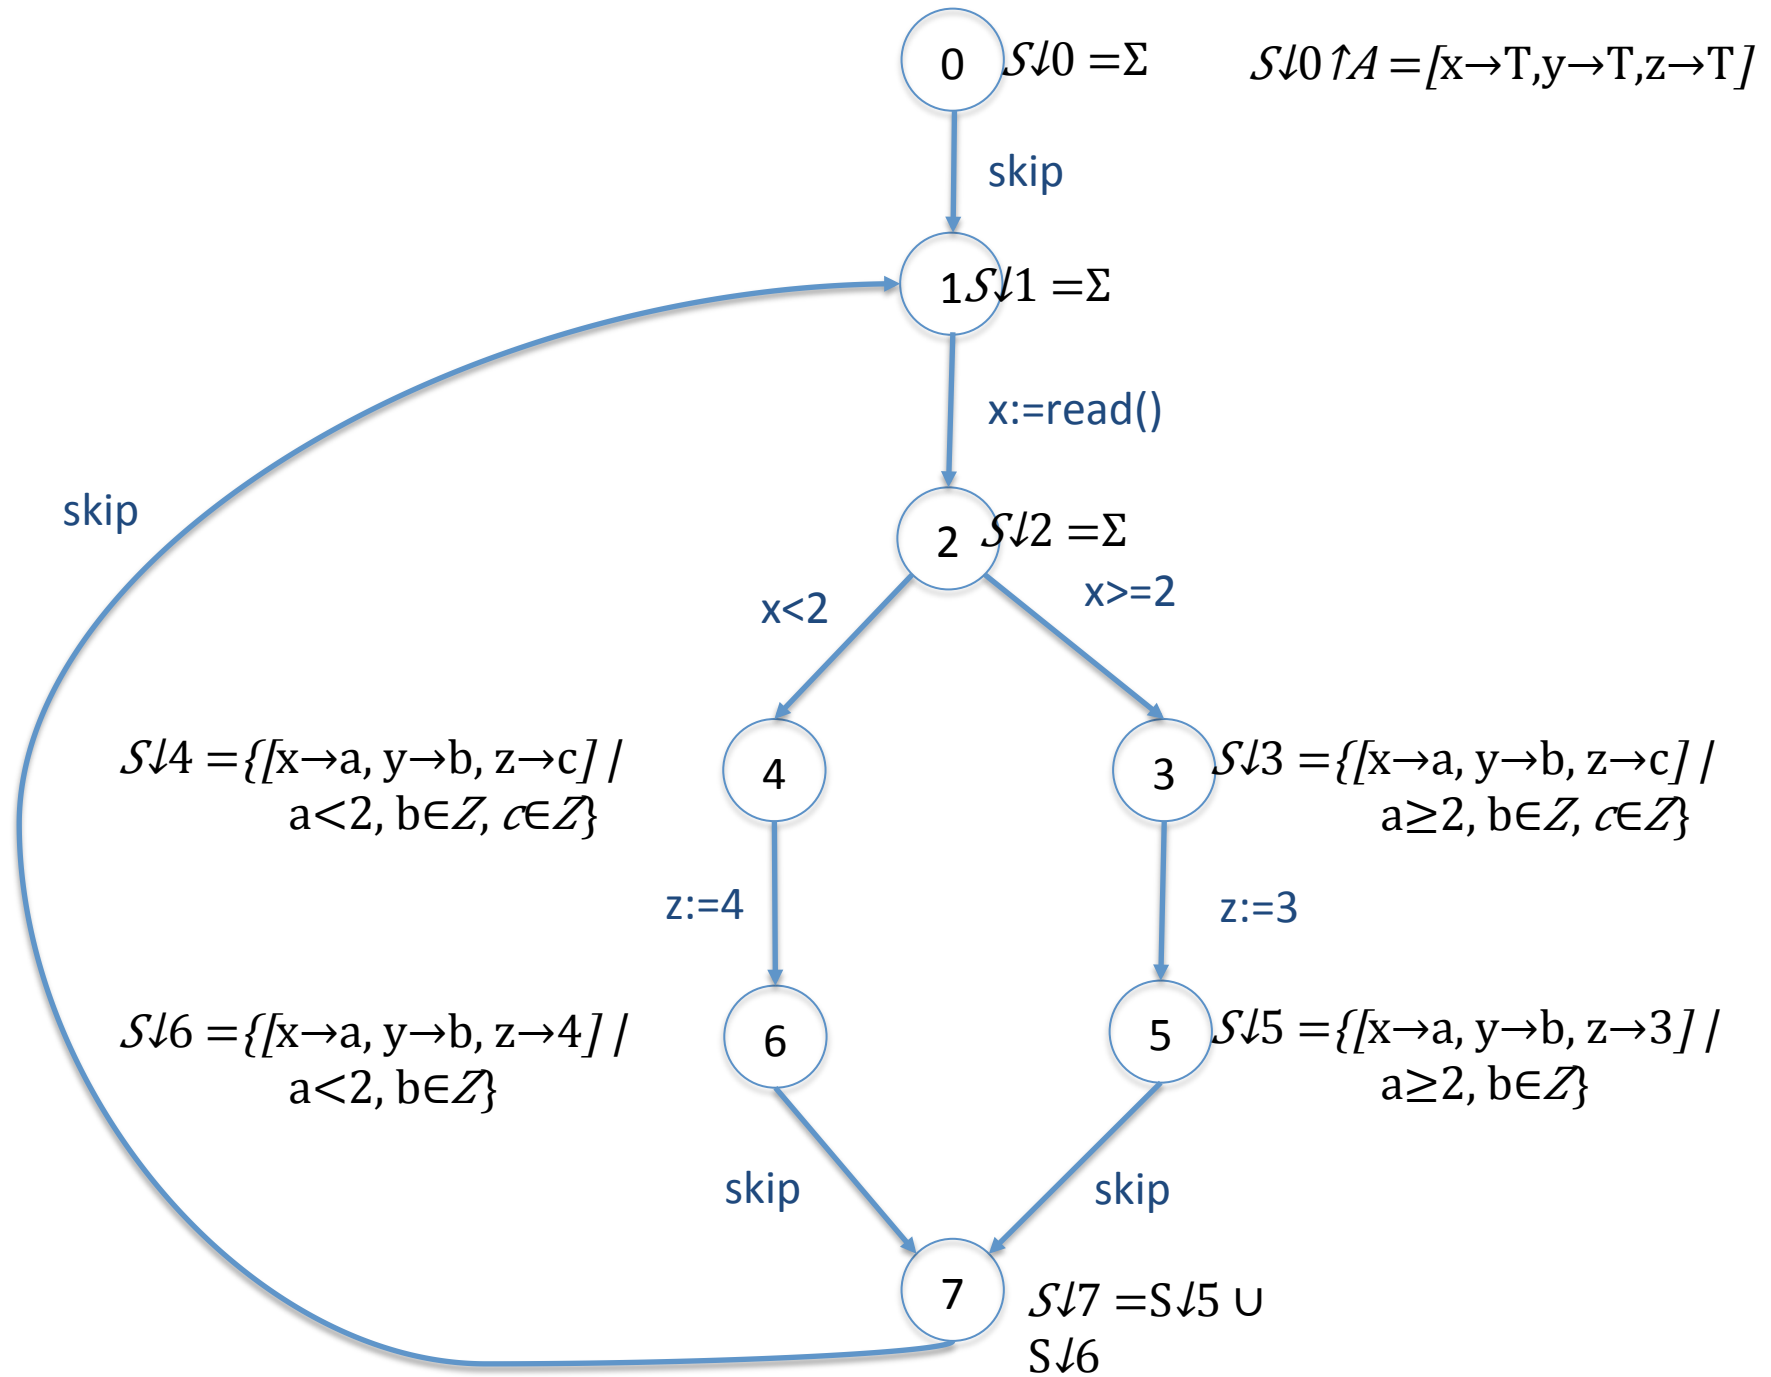 0 S↓0 =Σ S↓0↑A =[x→T,y→T,z→T]
skip
1 S↓1 =Σ
x:=read()
skip
2 S↓2 =Σ
x<2 x>=2
S↓4 ={[x→a, y→b, z→c] |
a<2, b∈Z, c∈Z}
4
3
S↓3 ={[x→a, y→b, z→c] |
a≥2, b∈Z, c∈Z}
z:=4 z:=3
S↓6 ={[x→a, y→b, z→4] |
a<2, b∈Z}
6
5
S↓5 ={[x→a, y→b, z→3] |
a≥2, b∈Z}
skip skip
7
S↓7 =S↓5 ∪
S↓6